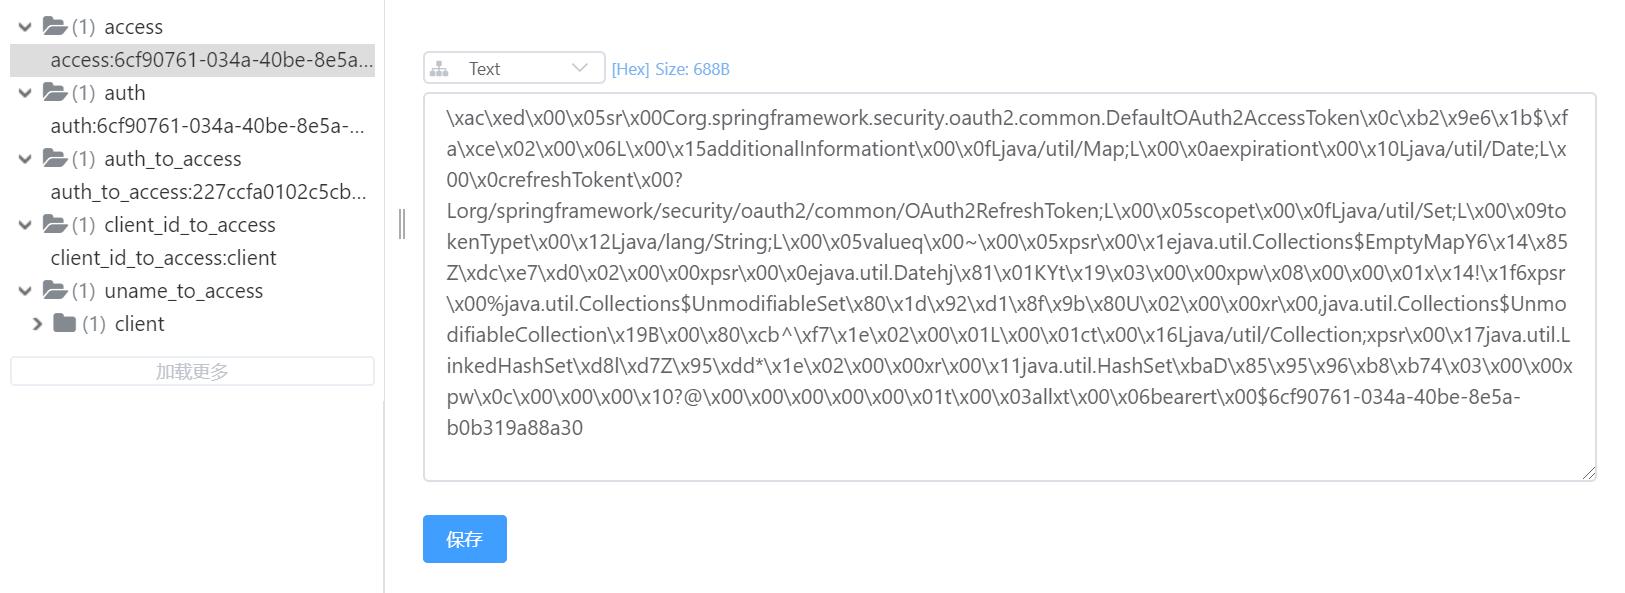 (1) access
access:6cf90761-034a-40be-8e5a...
(1) auth
auth:6cf90761-034a-40be-8e5a-...
(1) auth_to_access
auth_to_access:227ccfa0102c5cb...
(1) client_id_to_access
client_id_to_access:client
(1) uname_to_access
(1) client
加载更多
Text
[Hex] Size: 688B
\xac\xed\x00\x05sr\x00Corg.springframework.security.oauth2.common.DefaultOAuth2AccessToken\x0c\xb2\x9e6\x1b$\xf
a\xce\x02\x00\x06L\x00\x15additionalInformationt\x00\x0fLjava/util/Map;L\x00\x0aexpirationt\x00\x10Ljava/util/Date;L\x
00\x0crefreshTokent\x00?
Lorg/springframework/security/oauth2/common/OAuth2RefreshToken;L\x00\x05scopet\x00\x0fLjava/util/Set;L\x00\x09to
kenTypet\x00\x12Ljava/lang/String;L\x00\x05valueq\x00~\x00\x05xpsr\x00\x1ejava.util.Collections$EmptyMapY6\x14\x85
Z\xdc\xe7\xd0\x02\x00\x00xpsr\x00\x0ejava.util.Datehj\x81\x01KYt\x19\x03\x00\x00xpw\x08\x00\x00\x01x\x14!\x1f6xpsr
\x00%java.util.Collections$UnmodifiableSet\x80\x1d\x92\xd1\x8f\x9b\x80U\x02\x00\x00xr\x00,java.util.Collections$Unmo
difiableCollection\x19B\x00\x80\xcb^\xf7\x1e\x02\x00\x01L\x00\x01ct\x00\x16Ljava/util/Collection;xpsr\x00\x17java.util.L
inkedHashSet\xd8l\xd7Z\x95\xdd*\x1e\x02\x00\x00xr\x00\x11java.util.HashSet\xbaD\x85\x95\x96\xb8\xb74\x03\x00\x00x
pw\x0c\x00\x00\x00\x10?@\x00\x00\x00\x00\x00\x01t\x00\x03allxt\x00\x06bearert\x00$6cf90761-034a-40be-8e5a-
b0b319a88a30
保存